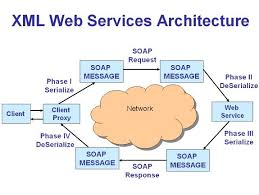 XML Web Services Architecture
SOAP
Request
SOAP
MESSAGE
SOAP
MESSAGE
Phase I
Serialize
Phase II
DeSerialize
Network
Client
Client
Proxy
Web
Service
Phase IV
DeSerialize
Phase III
Serialize
SOAP
MESSAGE
SOAP
MESSAGE
SOAP
Response